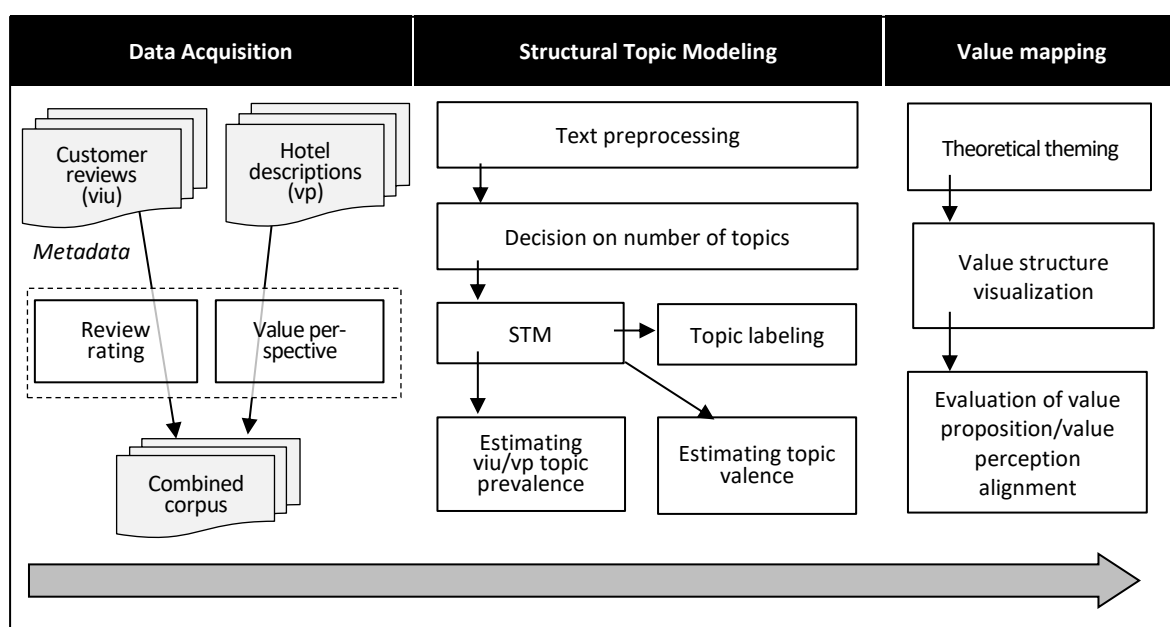 Data Acquisition
Structural Topic Modeling
Value mapping
Customer
reviews
(viu)
Hotel
descriptions
(vp)
Metadata
Review
rating
Value per-
spective
Combined
corpus
Text preprocessing
Decision on number of topics
STM
Topic labeling
Estimating
viu/vp topic
prevalence
Estimating topic
valence
Theoretical theming
Value structure
visualization
Evaluation of value
proposition/value
perception
alignment